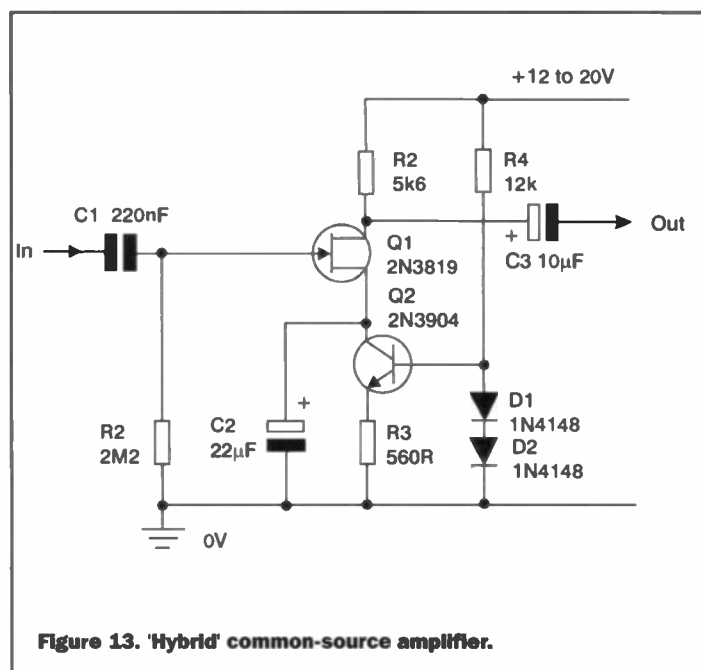 +12 to 20V
R2
5k6
R4
12k
C1 220nF
In
Out
+
C3 10µF
Q1
2N3819
Q2
2N3904
+
R2
2M2
C2
22µF
R3
560R
D1
1N4148
D2
1N4148
0V
Figure 13. 'Hybrid' common-source amplifier.